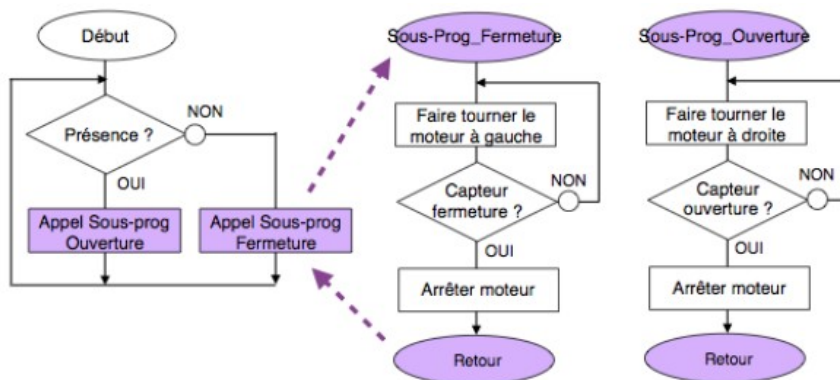 Début
Présence ?
NON
OUI
Appel Sous-prog
Ouverture
Appel Sous-prog
Fermeture
Sous-Prog_Fermeture
Faire tourner le
moteur à gauche
Capteur
fermeture ?
NON
OUI
Arrêter moteur
Retour
Sous-Prog_Ouverture
Faire tourner le
moteur à droite
Capteur
ouverture ?
NON
OUI
Arrêter moteur
Retour